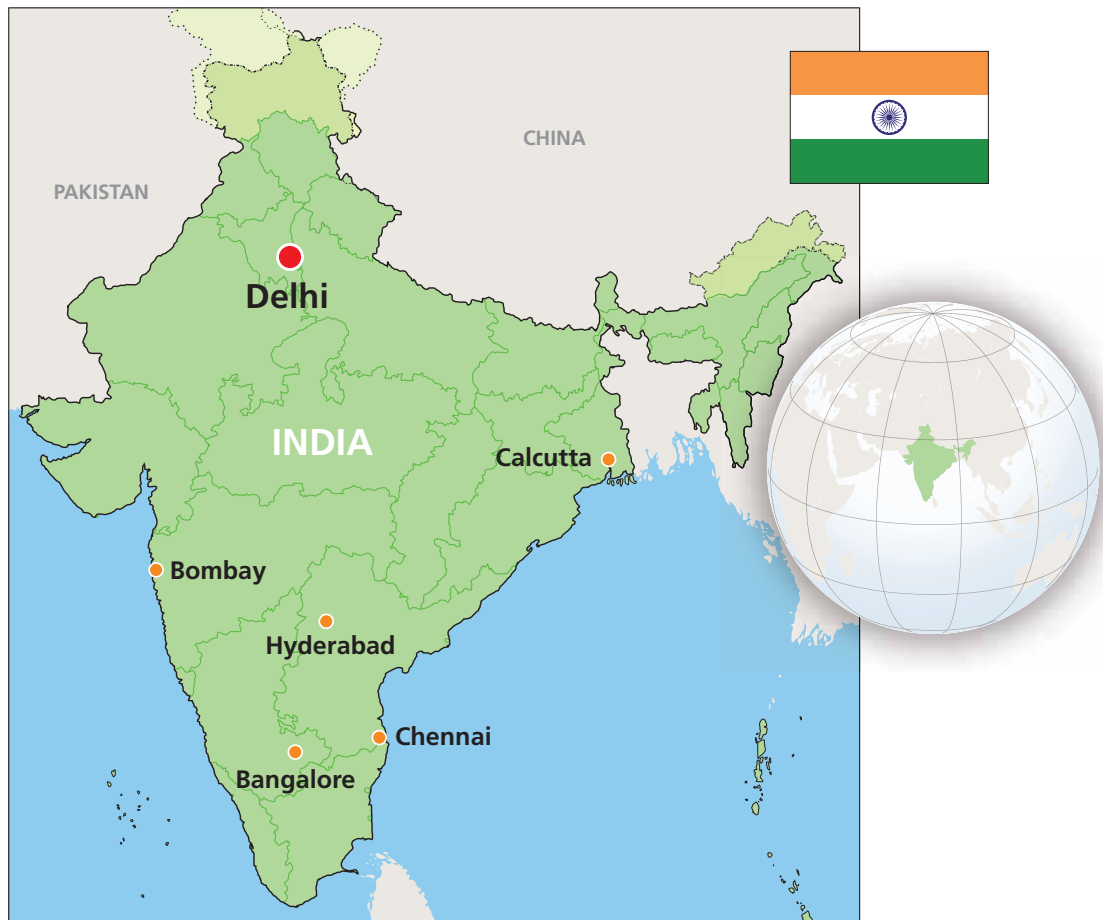 CHINA
PAKISTAN
Delhi
INDIA
Calcutta
Bombay
Hyderabad
Chennai
Bangalore